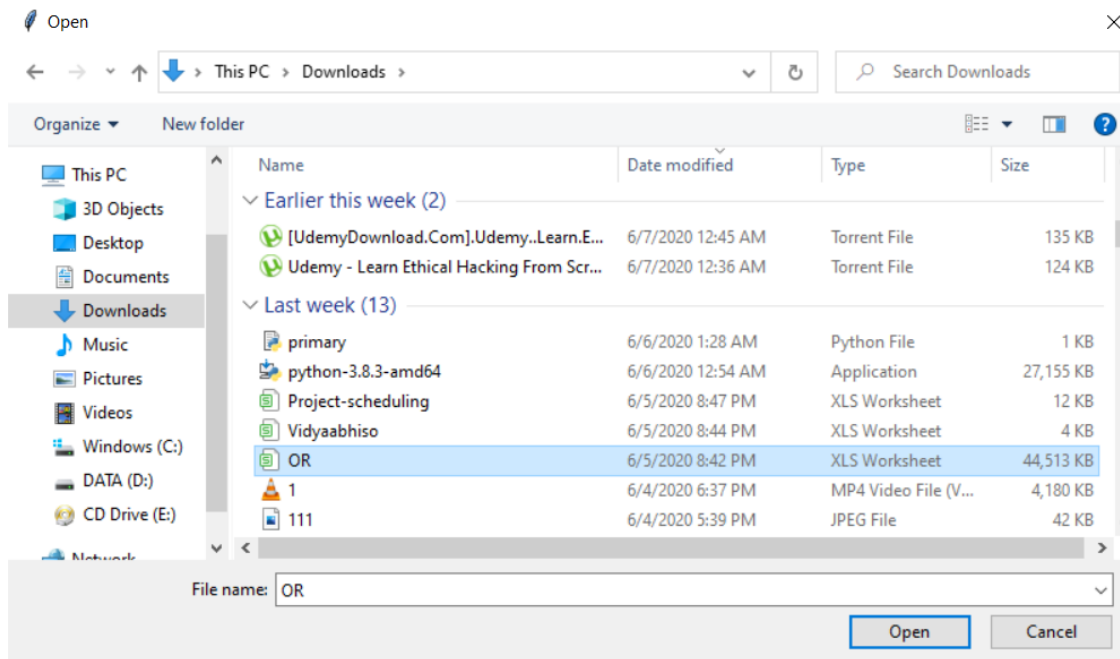 Open
This PC > Downloads >
Search Downloads
Organize
New folder
?
This PC
3D Objects
Desktop
Documents
Downloads
Music
Pictures
Videos
Windows (C:)
DATA (D:)
CD Drive (E:)
Network
Name Date modified Type Size
Earlier this week (2)
[UdemyDownload.Com].Udemy..Learn.E... 6/7/2020 12:45 AM Torrent File 135 KB
Udemy - Learn Ethical Hacking From Scr... 6/7/2020 12:36 AM Torrent File 124 KB
Last week (13)
primary 6/6/2020 1:28 AM Python File 1 KB
python-3.8.3-amd64 6/6/2020 12:54 AM Application 27,155 KB
Project-scheduling 6/5/2020 8:47 PM XLS Worksheet 12 KB
Vidyaabhiso 6/5/2020 8:44 PM XLS Worksheet 4 KB
OR 6/5/2020 8:42 PM XLS Worksheet 44,513 KB
1 6/4/2020 6:37 PM MP4 Video File (V... 4,180 KB
111 6/4/2020 5:39 PM JPEG File 42 KB
File name: OR
Open Cancel